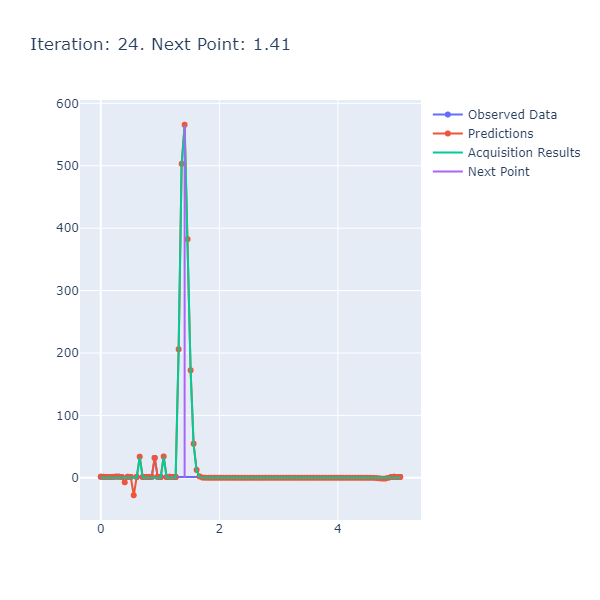 Iteration: 24. Next Point: 1.41
Observed Data
Predictions
Acquisition Results
Next Point
600
500
400
300
200
100
0
0
2
4